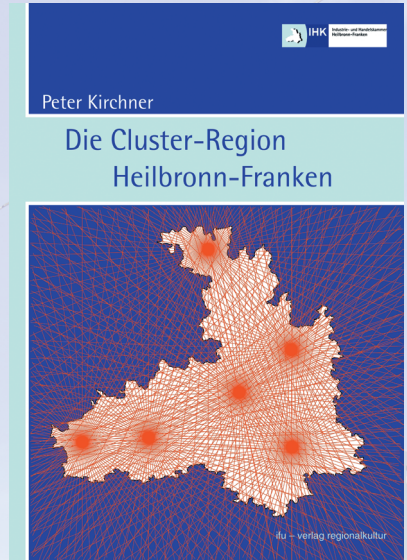 IHK Industrie- und Handelskammer
Heilbronn-Franken
Peter Kirchner
Die Cluster-Region
Heilbronn-Franken
ifu – verlag regionalkultur